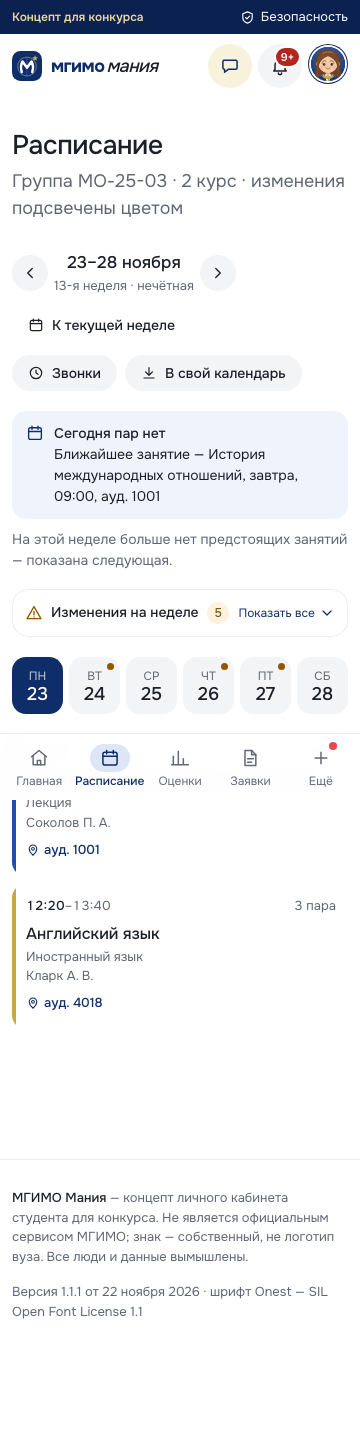 Концепт для конкурса
Безопасность
МГИМО мания
9+
Расписание
Группа МО-25-03 · 2 курс · изменения
подсвечены цветом
23–28 ноября
13-я неделя · нечётная
К текущей неделе
Звонки
В свой календарь
Сегодня пар нет
Ближайшее занятие — История
международных отношений, завтра,
09:00, ауд. 1001
На этой неделе больше нет предстоящих занятий
— показана следующая.
Изменения на неделе 5 Показать все
ПН ВТ СР ЧТ ПТ СБ
23 24 25 26 27 28
Главная Расписание Оценки Заявки Ещё
Лекция
Соколов П. А.
ауд. 1001
12:20–13:40 3 пара
Английский язык
Иностранный язык
Кларк А. В.
ауд. 4018
МГИМО Мания — концепт личного кабинета
студента для конкурса. Не является официальным
сервисом МГИМО; знак — собственный, не логотип
вуза. Все люди и данные вымышлены.
Версия 1.1.1 от 22 ноября 2026 · шрифт Onest — SIL
Open Font License 1.1